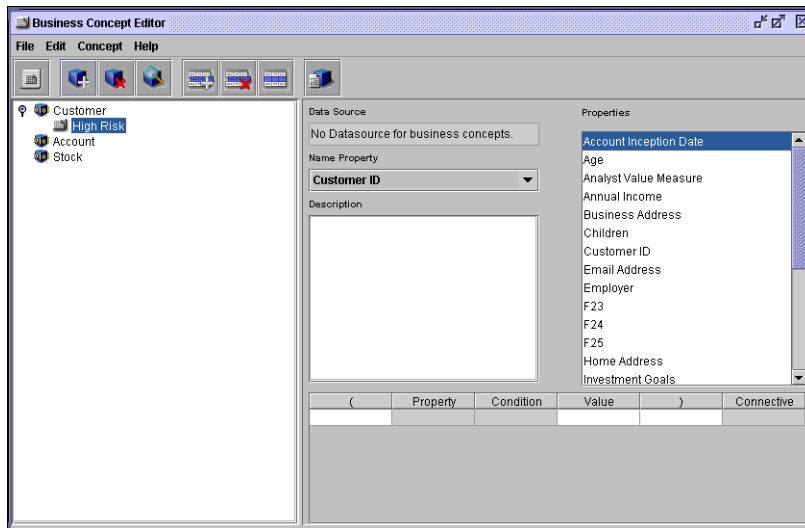 Business Concept Editor
File Edit Concept Help
Customer
High Risk
Account
Stock
Data Source
No Datasource for business concepts.
Name Property
Customer ID
Description
Properties
Account Inception Date
Age
Analyst Value Measure
Annual Income
Business Address
Children
Customer ID
Email Address
Employer
F23
F24
F25
Home Address
Investment Goals
( Property Condition Value ) Connective